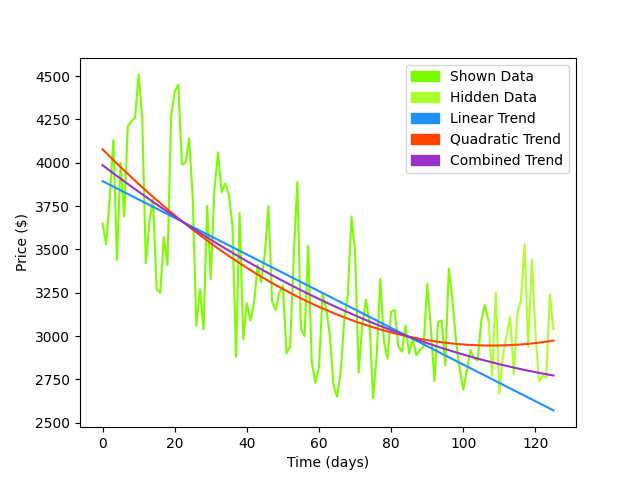 Shown Data
Hidden Data
Linear Trend
Quadratic Trend
Combined Trend
4500
4250
4000
3750
3500
3250
3000
2750
2500
Price ($)
0 20 40 60 80 100 120
Time (days)